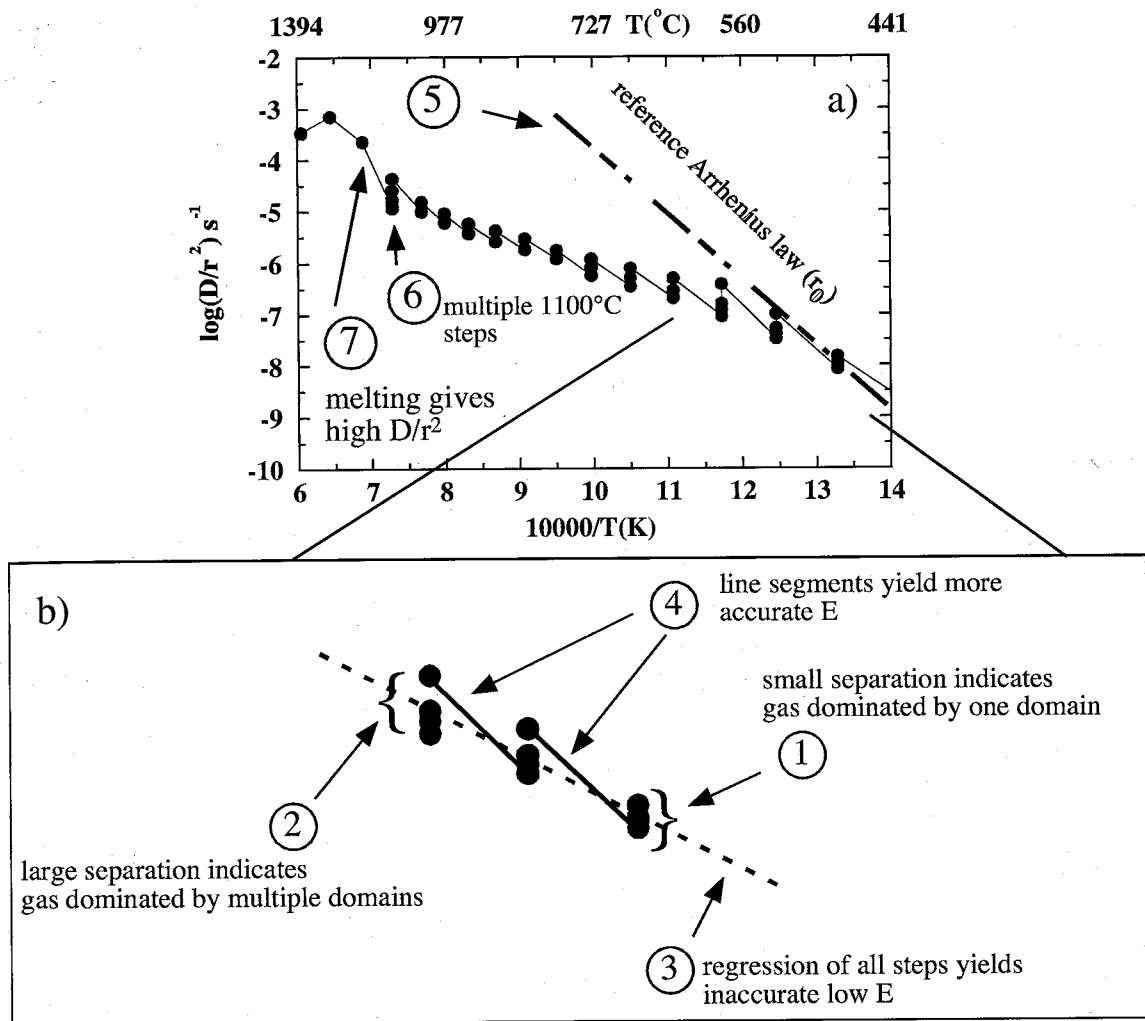 1394 977 727 T(°C) 560 441
-2
-3
-4
-5
-6
-7
-8
-9
-10
log(D/r²) s⁻¹
a)
5
reference Arrhenius law (r₀)
6 multiple 1100°C
steps
7
melting gives
high D/r²
6 7 8 9 10 11 12 13 14
10000/T(K)
b)
4 line segments yield more
accurate E
small separation indicates
gas dominated by one domain
1
2
large separation indicates
gas dominated by multiple domains
3 regression of all steps yields
inaccurate low E